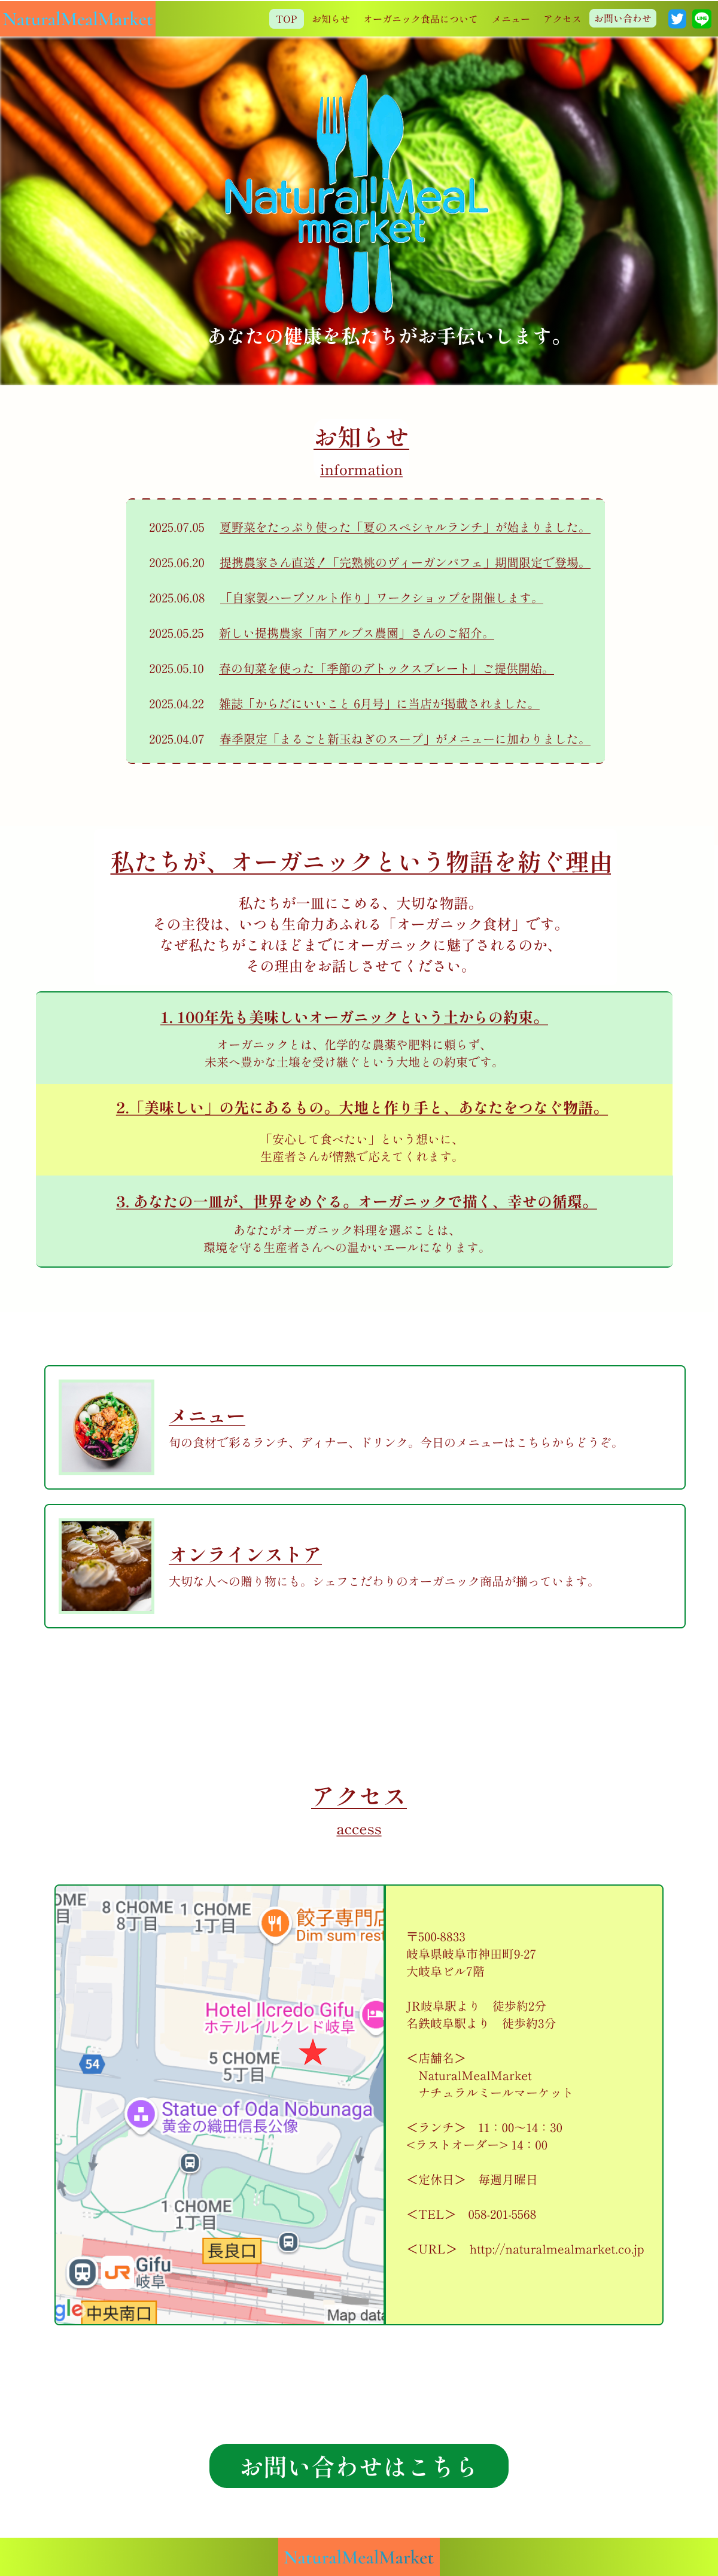 NaturalMealMarket
TOP お知らせ オーガニック食品について メニュー アクセス お問い合わせ
LINE
Natural MeaL
market
あなたの健康を私たちがお手伝いします。
お知らせ
information
2025.07.05 夏野菜をたっぷり使った「夏のスペシャルランチ」が始まりました。
2025.06.20 提携農家さん直送！「完熟桃のヴィーガンパフェ」期間限定で登場。
2025.06.08 「自家製ハーブソルト作り」ワークショップを開催します。
2025.05.25 新しい提携農家「南アルプス農園」さんのご紹介。
2025.05.10 春の旬菜を使った「季節のデトックスプレート」ご提供開始。
2025.04.22 雑誌「からだにいいこと 6月号」に当店が掲載されました。
2025.04.07 春季限定「まるごと新玉ねぎのスープ」がメニューに加わりました。
私たちが、オーガニックという物語を紡ぐ理由
私たちが一皿にこめる、大切な物語。
その主役は、いつも生命力あふれる「オーガニック食材」です。
なぜ私たちがこれほどまでにオーガニックに魅了されるのか、
その理由をお話しさせてください。
1. 100年先も美味しいオーガニックという土からの約束。
オーガニックとは、化学的な農薬や肥料に頼らず、
未来へ豊かな土壌を受け継ぐという大地との約束です。
2.「美味しい」の先にあるもの。大地と作り手と、あなたをつなぐ物語。
「安心して食べたい」という想いに、
生産者さんが情熱で応えてくれます。
3. あなたの一皿が、世界をめぐる。オーガニックで描く、幸せの循環。
あなたがオーガニック料理を選ぶことは、
環境を守る生産者さんへの温かいエールになります。
メニュー
旬の食材で彩るランチ、ディナー、ドリンク。今日のメニューはこちらからどうぞ。
オンラインストア
大切な人への贈り物にも。シェフこだわりのオーガニック商品が揃っています。
アクセス
access
OME
目
8 CHOME
8丁目
1 CHOME
1丁目
餃子専門店
Dim sum rest
Hotel Ilcredo Gifu
ホテルイルクレド岐阜
5 CHOME
5丁目
54
Statue of Oda Nobunaga
黄金の織田信長公像
1 CHOME
1丁目
長良口
JR
Gifu
岐阜
gle
中央南口
Map data
〒500-8833
岐阜県岐阜市神田町9-27
大岐阜ビル7階
JR岐阜駅より　徒歩約2分
名鉄岐阜駅より　徒歩約3分
＜店舗名＞
NaturalMealMarket
ナチュラルミールマーケット
＜ランチ＞　11：00〜14：30
<ラストオーダー> 14：00
＜定休日＞　毎週月曜日
＜TEL＞　058-201-5568
＜URL＞　http://naturalmealmarket.co.jp
お問い合わせはこちら
NaturalMealMarket